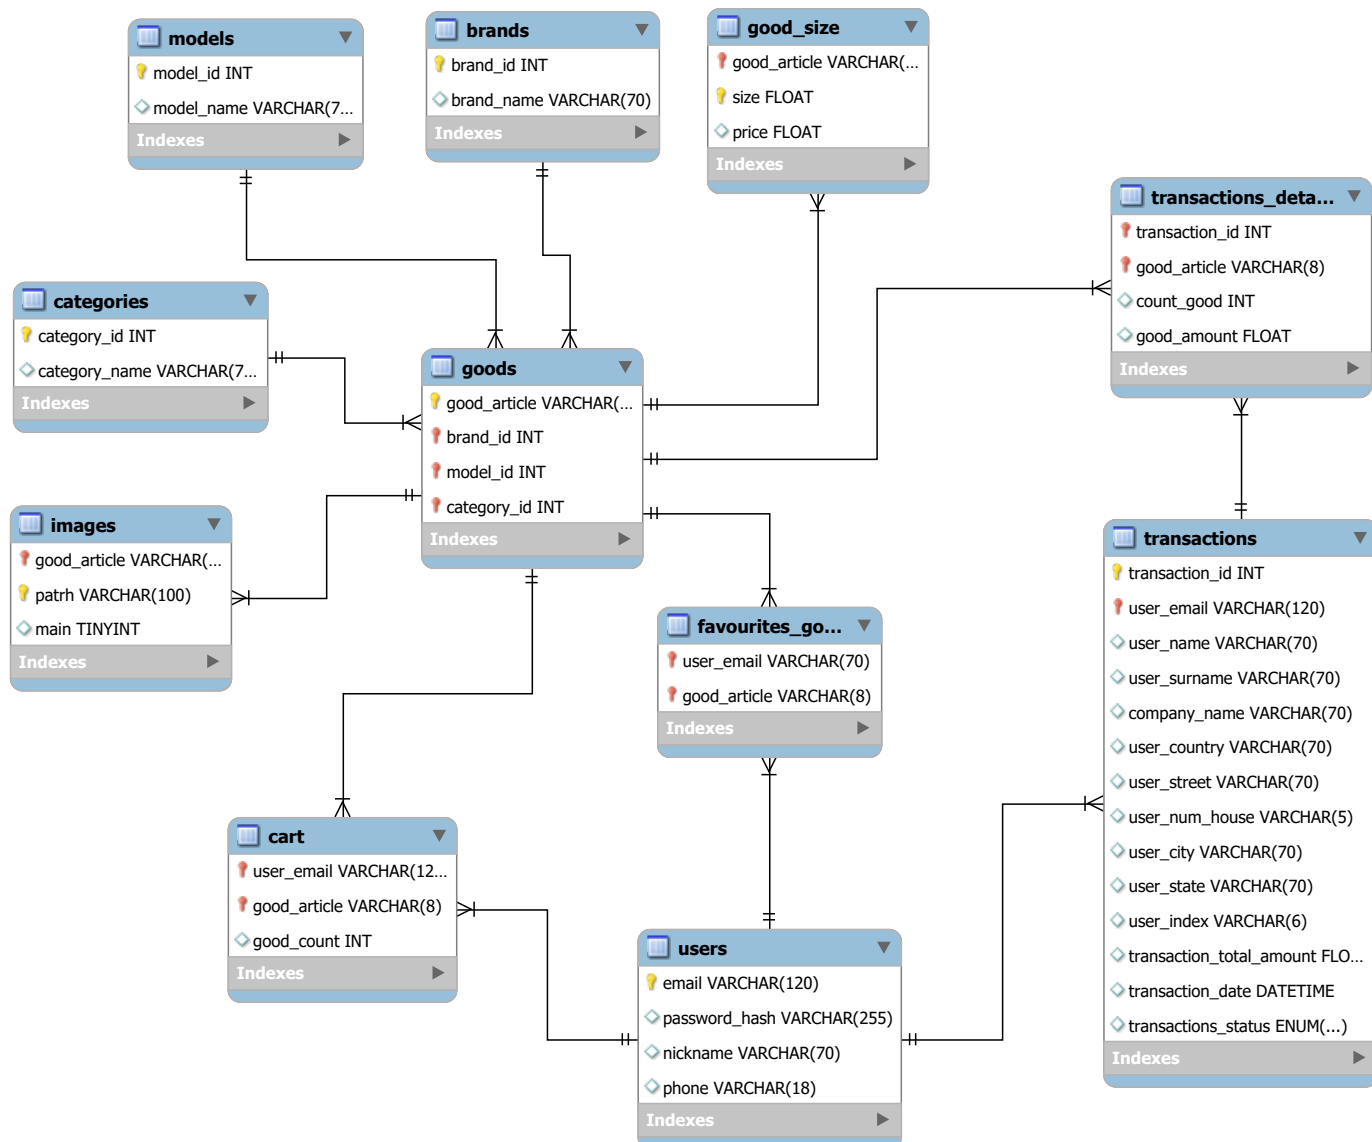 models
model_id INT
model_name VARCHAR(7...
Indexes
brands
brand_id INT
brand_name VARCHAR(70)
Indexes
good_size
good_article VARCHAR(...
size FLOAT
price FLOAT
Indexes
transactions_deta...
transaction_id INT
good_article VARCHAR(8)
count_good INT
good_amount FLOAT
Indexes
categories
category_id INT
category_name VARCHAR(7...
Indexes
goods
good_article VARCHAR(...
brand_id INT
model_id INT
category_id INT
Indexes
images
good_article VARCHAR(...
patrh VARCHAR(100)
main TINYINT
Indexes
favourites_go...
user_email VARCHAR(70)
good_article VARCHAR(8)
Indexes
transactions
transaction_id INT
user_email VARCHAR(120)
user_name VARCHAR(70)
user_surname VARCHAR(70)
company_name VARCHAR(70)
user_country VARCHAR(70)
user_street VARCHAR(70)
user_num_house VARCHAR(5)
user_city VARCHAR(70)
user_state VARCHAR(70)
user_index VARCHAR(6)
transaction_total_amount FLO...
transaction_date DATETIME
transactions_status ENUM(...)
Indexes
cart
user_email VARCHAR(12...
good_article VARCHAR(8)
good_count INT
Indexes
users
email VARCHAR(120)
password_hash VARCHAR(255)
nickname VARCHAR(70)
phone VARCHAR(18)
Indexes